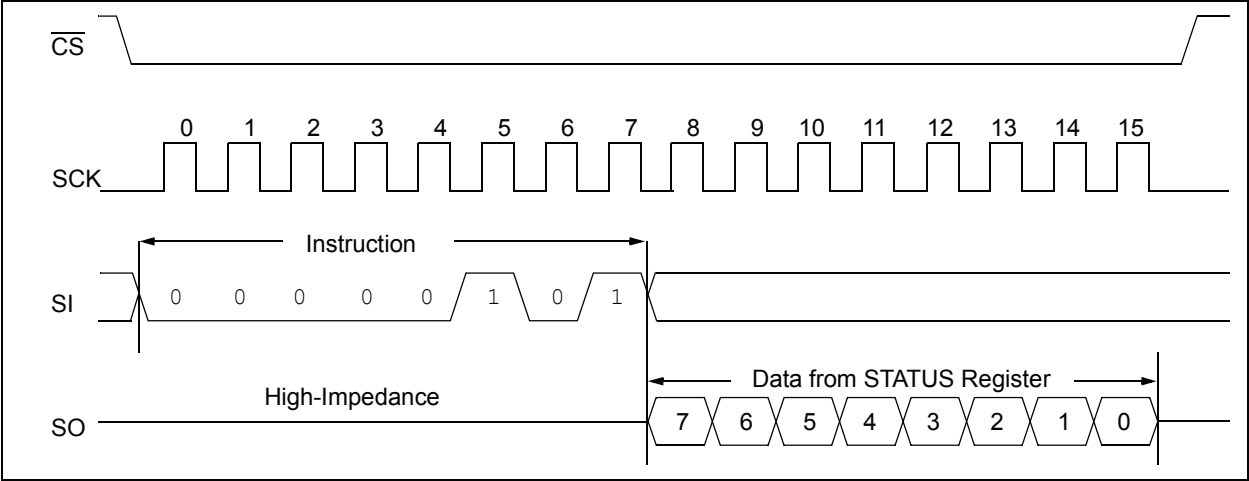 CS
0 1 2 3 4 5 6 7 8 9 10 11 12 13 14 15
SCK
Instruction
SI 0 0 0 0 0 1 0 1
Data from STATUS Register
High-Impedance
SO 7 6 5 4 3 2 1 0